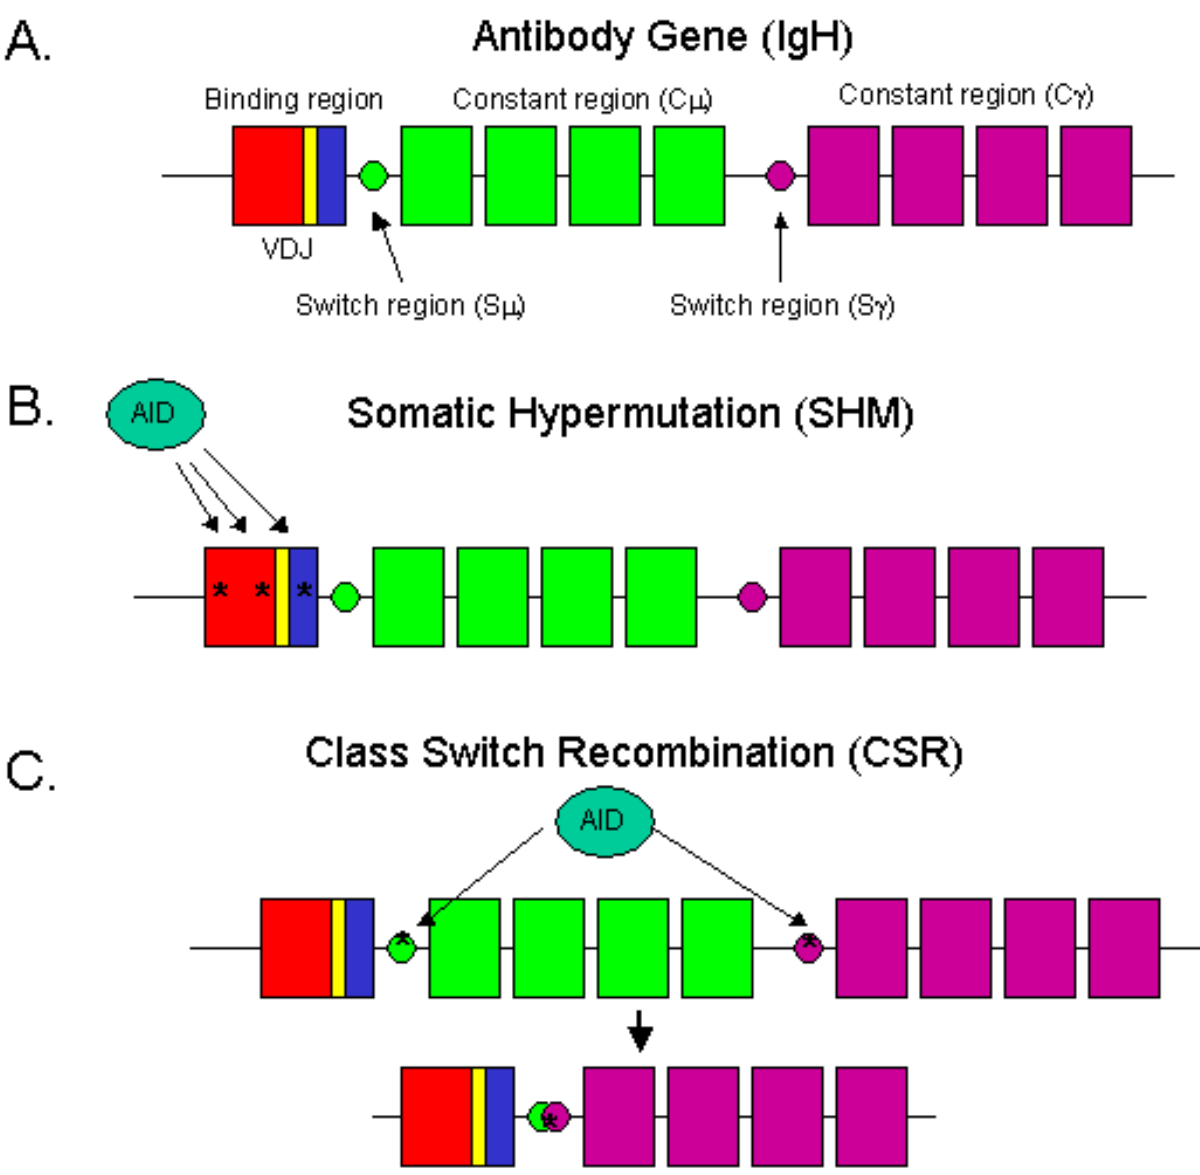 A.
Antibody Gene (IgH)
Binding region
Constant region (Cμ)
Constant region (Cγ)
VDJ
Switch region (Sμ)
Switch region (Sγ)
B.
AID
Somatic Hypermutation (SHM)
* * *
C.
Class Switch Recombination (CSR)
AID
* *
*